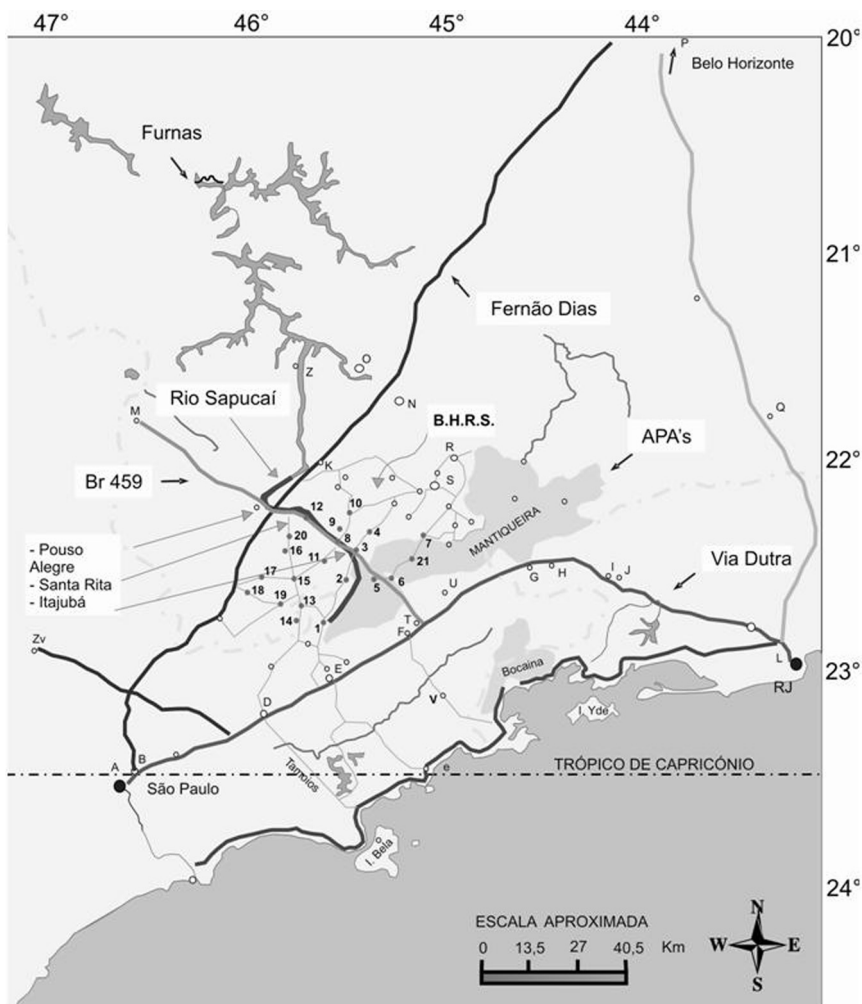 47° 46° 45° 44°
20°
P
Belo Horizonte
Furnas
21°
Fernão Dias
Z
O
Rio Sapucaí
M
N
B.H.R.S.
Q
R
APA's
22°
K
Br 459
S
12
10
9
8
4
20
7
3
MANTIQUEIRA
16
11
21
- Pouso
Alegre
- Santa Rita
- Itajubá
17
15
2
5
6
Via Dutra
18
19
13
U
G
H
I
J
14
1
T
F
Zv
E
L
23°
Bocaina
RJ
D
V
I. Yde
A
B
Tamoios
e
TRÓPICO DE CAPRICÓNIO
São Paulo
I. Bela
24°
ESCALA APROXIMADA
0 13,5 27 40,5 Km
N
W E
S